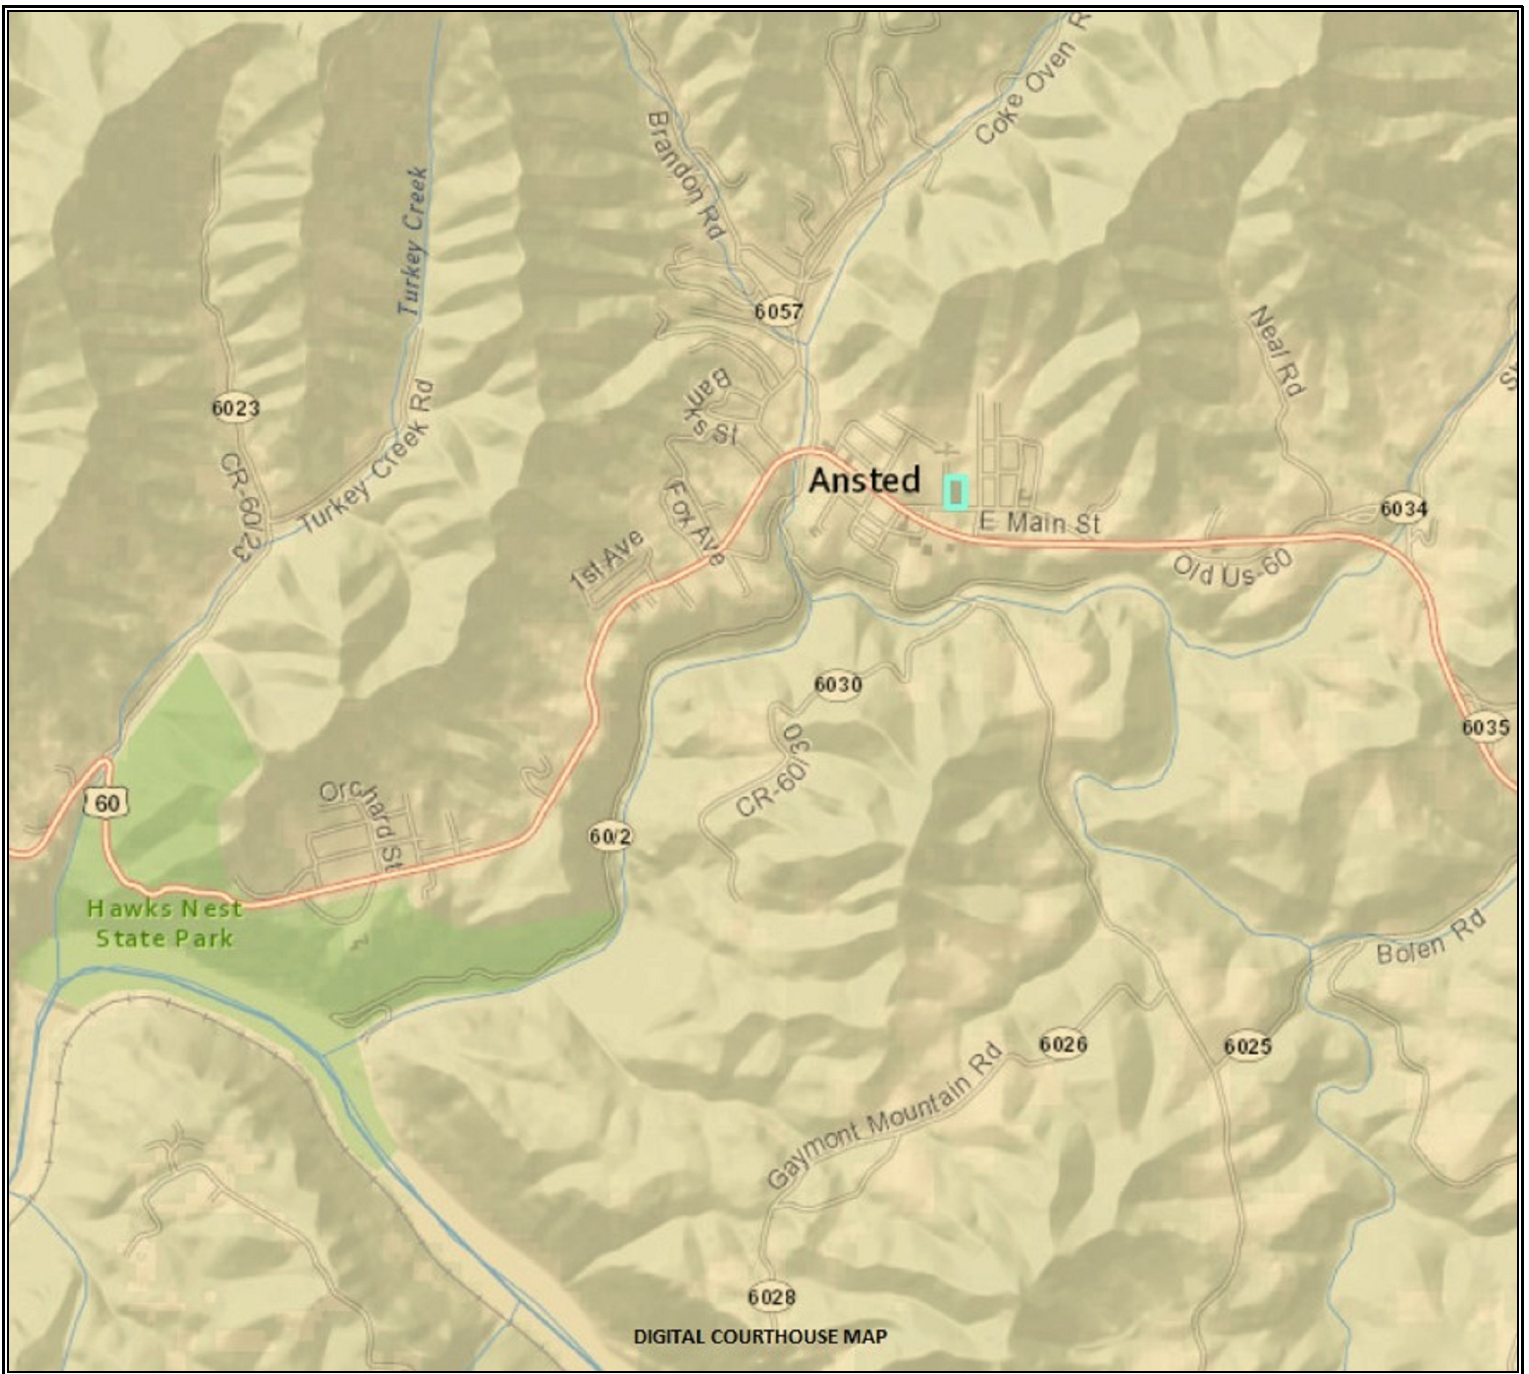 Coke Oven R
Brandon Rd
Turkey Creek
6057
Neal Rd
Banks St
6023
Turkey Creek Rd
CR-60/23
Ansted
Fox Ave
6034
E Main St
1st Ave
Old Us-60
6030
6035
CR-60/30
60
Orchard St
60/2
Hawks Nest
State Park
Bolen Rd
6026
6025
Gaymont Mountain Rd
6028
DIGITAL COURTHOUSE MAP